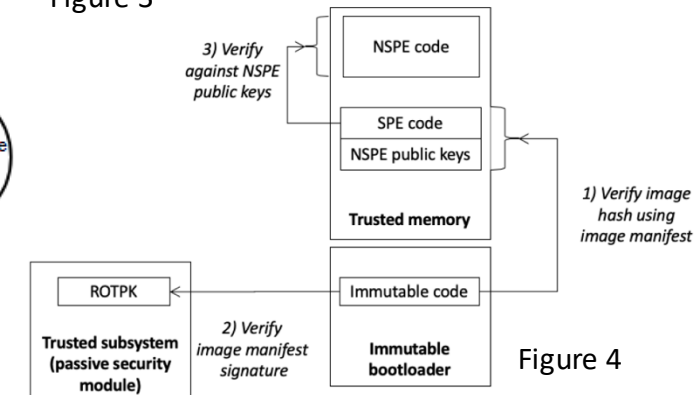 Figure 3
3) Verify
against NSPE
public keys
NSPE code
SPE code
NSPE public keys
Trusted memory
1) Verify image
hash using
image manifest
ROTPK
Trusted subsystem
(passive security
module)
2) Verify
image manifest
signature
Immutable code
Immutable
bootloader
Figure 4